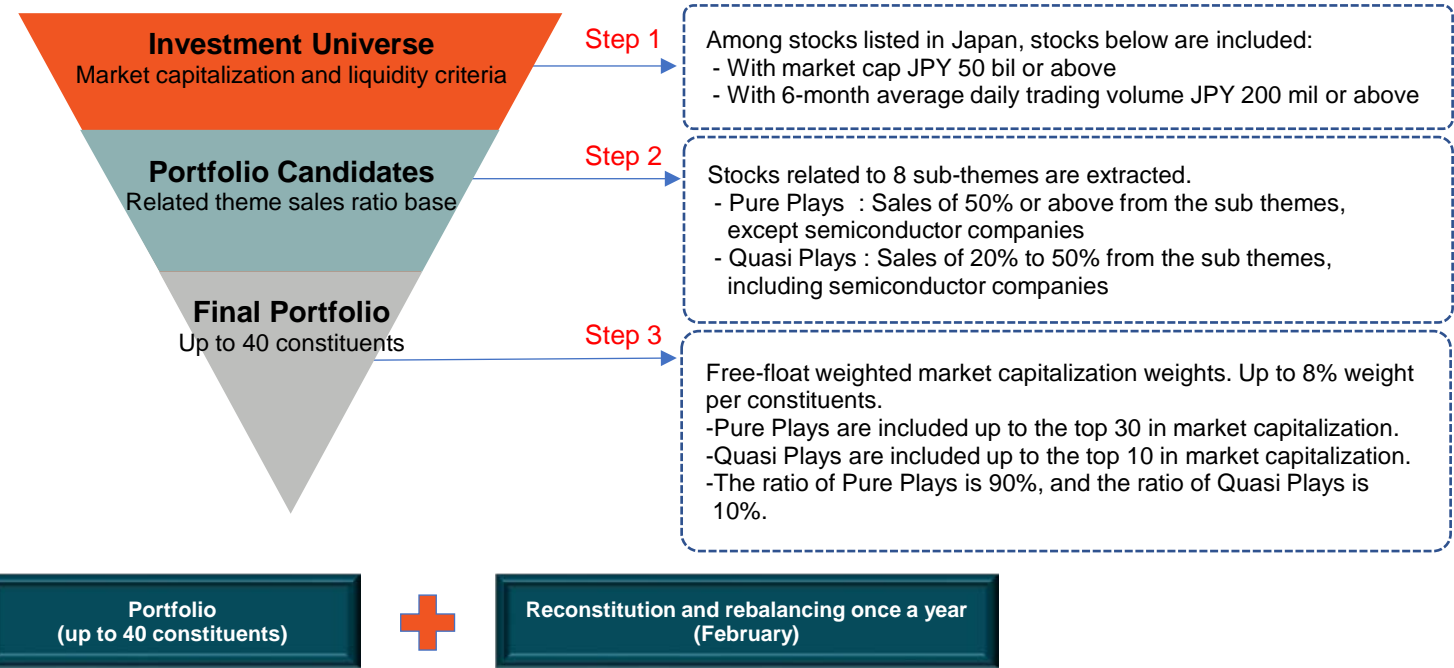 Investment Universe
Market capitalization and liquidity criteria
Step 1
Among stocks listed in Japan, stocks below are included:
- With market cap JPY 50 bil or above
- With 6-month average daily trading volume JPY 200 mil or above
Portfolio Candidates
Related theme sales ratio base
Step 2
Stocks related to 8 sub-themes are extracted.
- Pure Plays : Sales of 50% or above from the sub themes,
except semiconductor companies
- Quasi Plays : Sales of 20% to 50% from the sub themes,
including semiconductor companies
Final Portfolio
Up to 40 constituents
Step 3
Free-float weighted market capitalization weights. Up to 8% weight
per constituents.
-Pure Plays are included up to the top 30 in market capitalization.
-Quasi Plays are included up to the top 10 in market capitalization.
-The ratio of Pure Plays is 90%, and the ratio of Quasi Plays is
10%.
Portfolio
(up to 40 constituents)
Reconstitution and rebalancing once a year
(February)